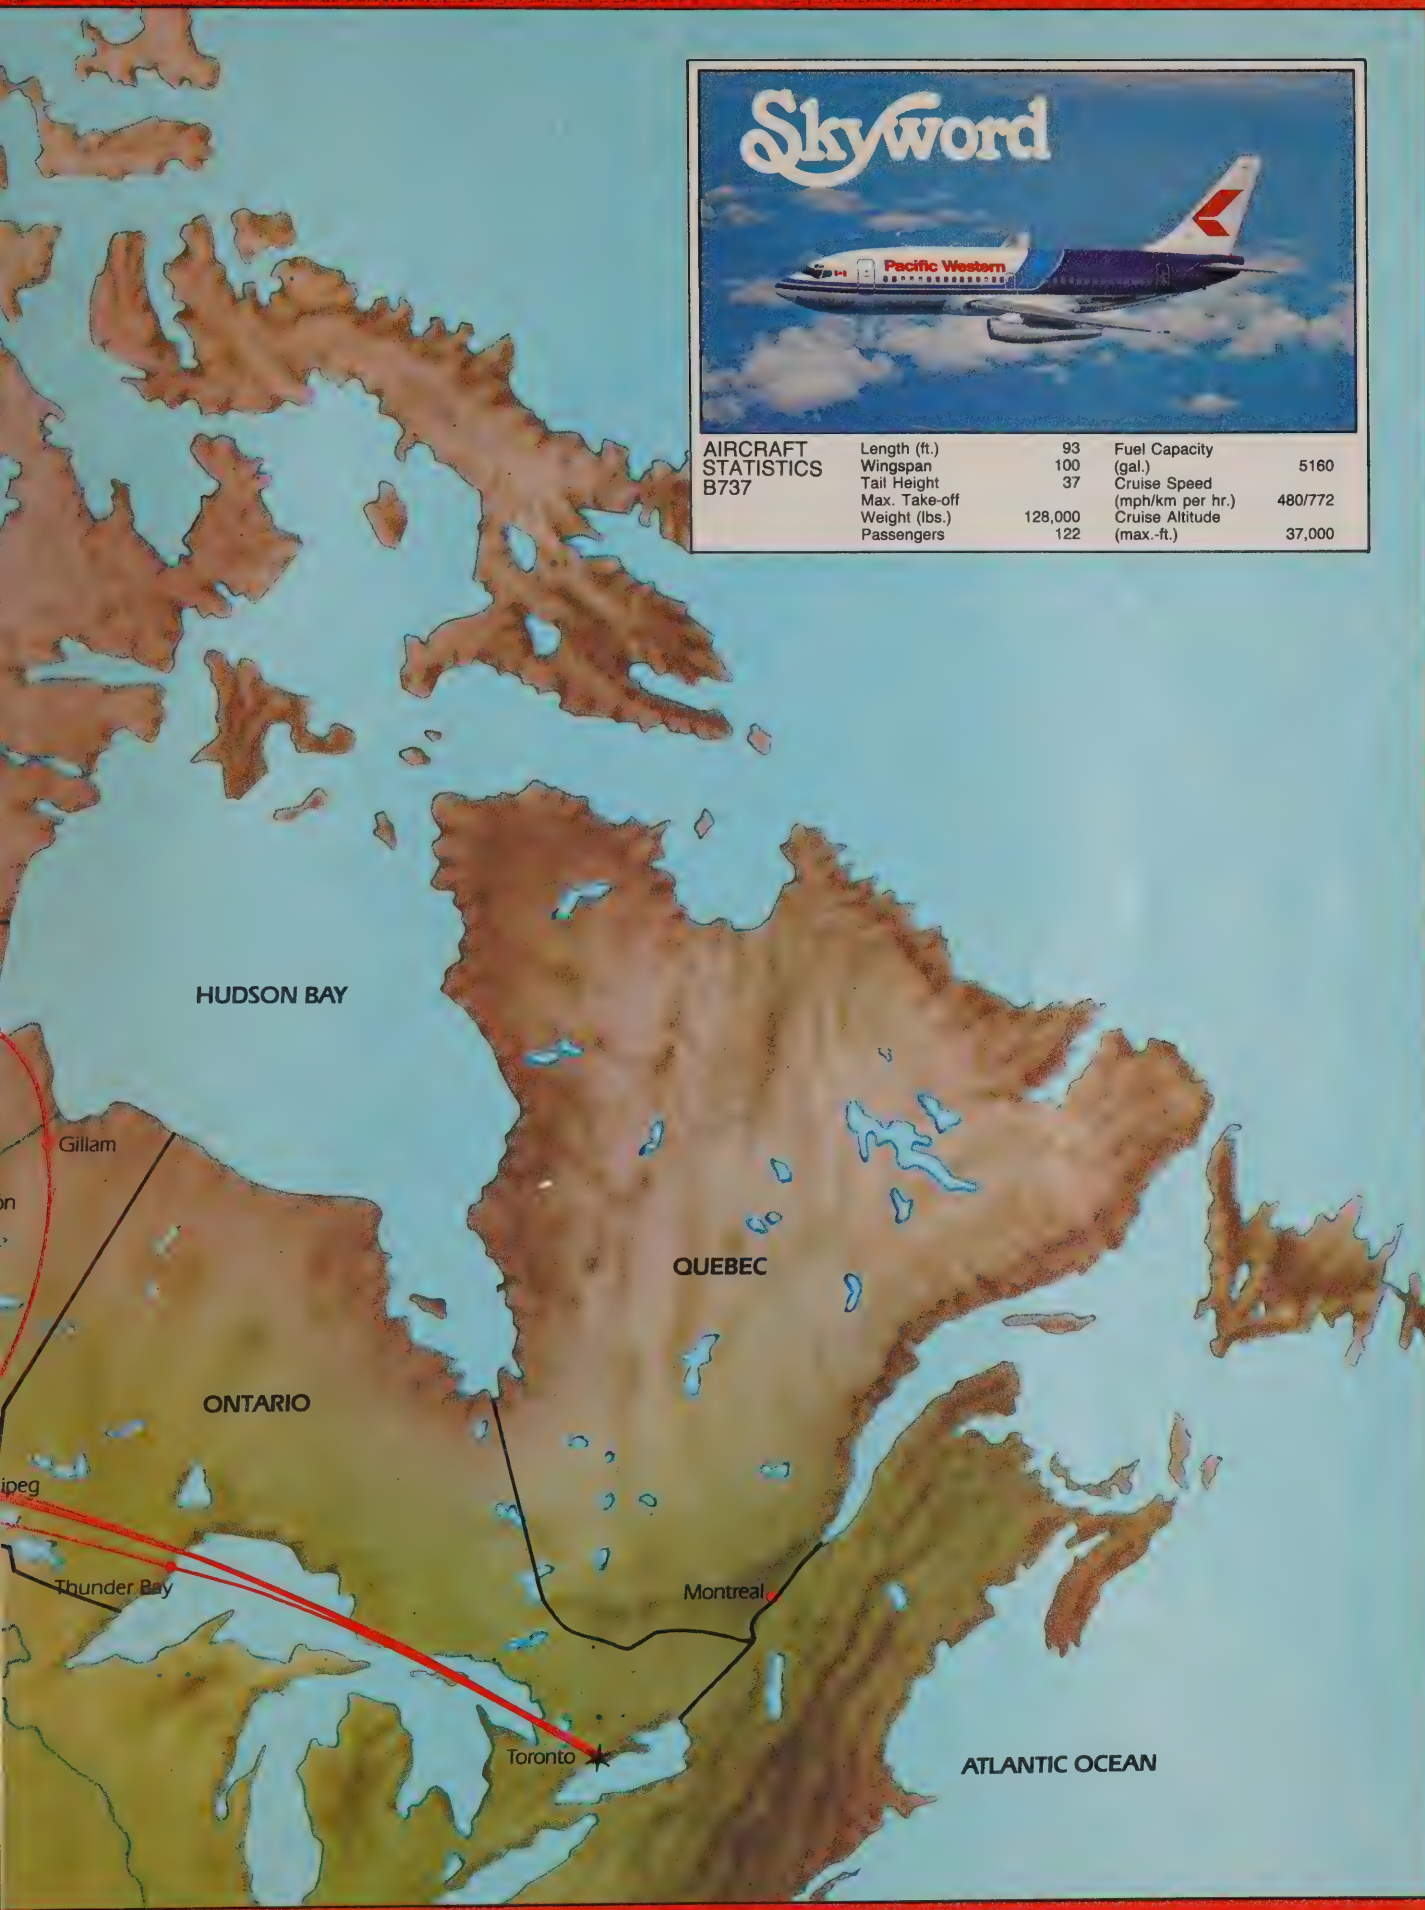 Skyword
Pacific Western
AIRCRAFT
STATISTICS
B737
Length (ft.) 93
Wingspan 100
Tail Height 37
Max. Take-off
Weight (lbs.) 128,000
Passengers 122
Fuel Capacity
(gal.) 5160
Cruise Speed
(mph/km per hr.) 480/772
Cruise Altitude
(max.-ft.) 37,000
HUDSON BAY
Gillam
on
QUEBEC
ONTARIO
ipeg
Thunder Bay
Montreal
Toronto
ATLANTIC OCEAN